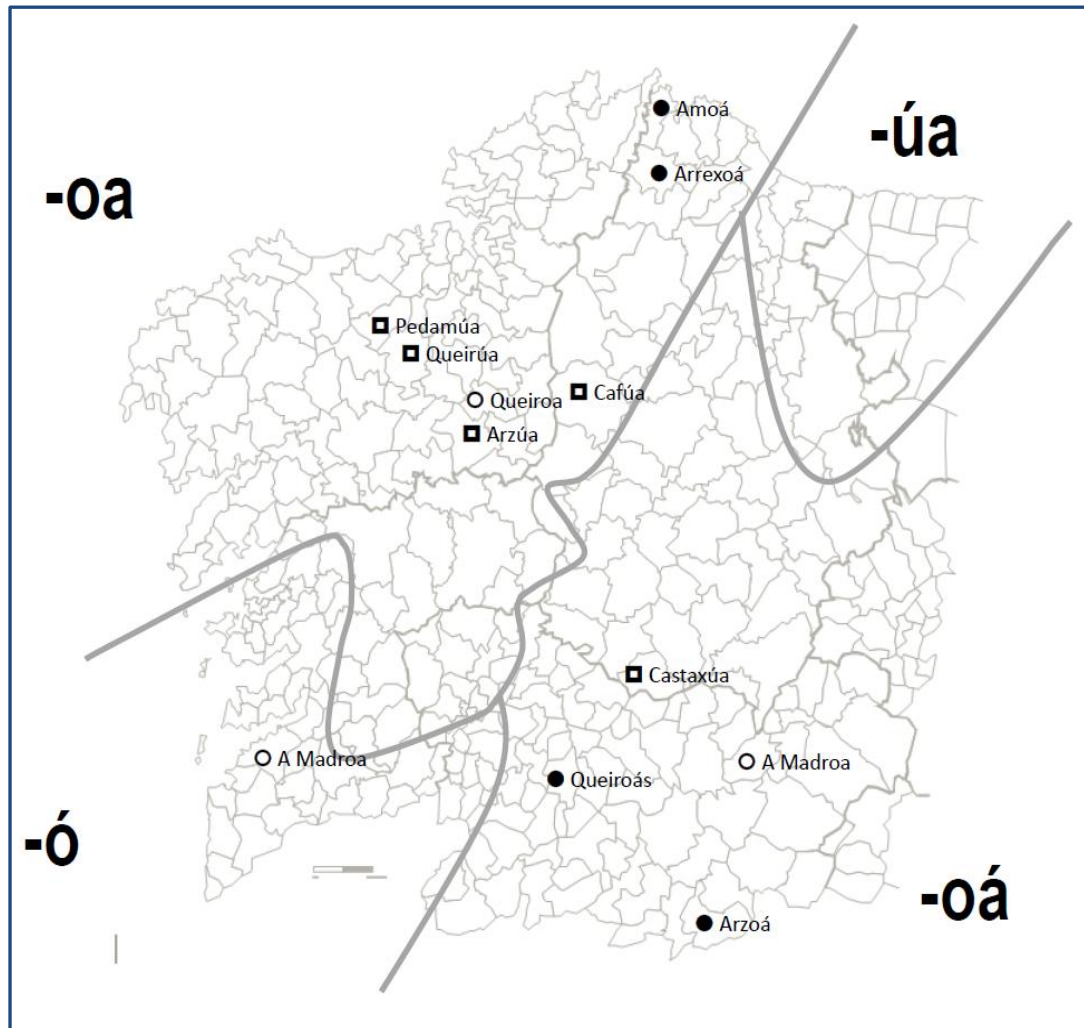 Amoá
-úa
Arrexoá
-oa
Pedamúa
Queirúa
Cafúa
Queiroa
Arzúa
Castaxúa
A Madroa
A Madroa
Queiroás
-ó
-oá
Arzoá